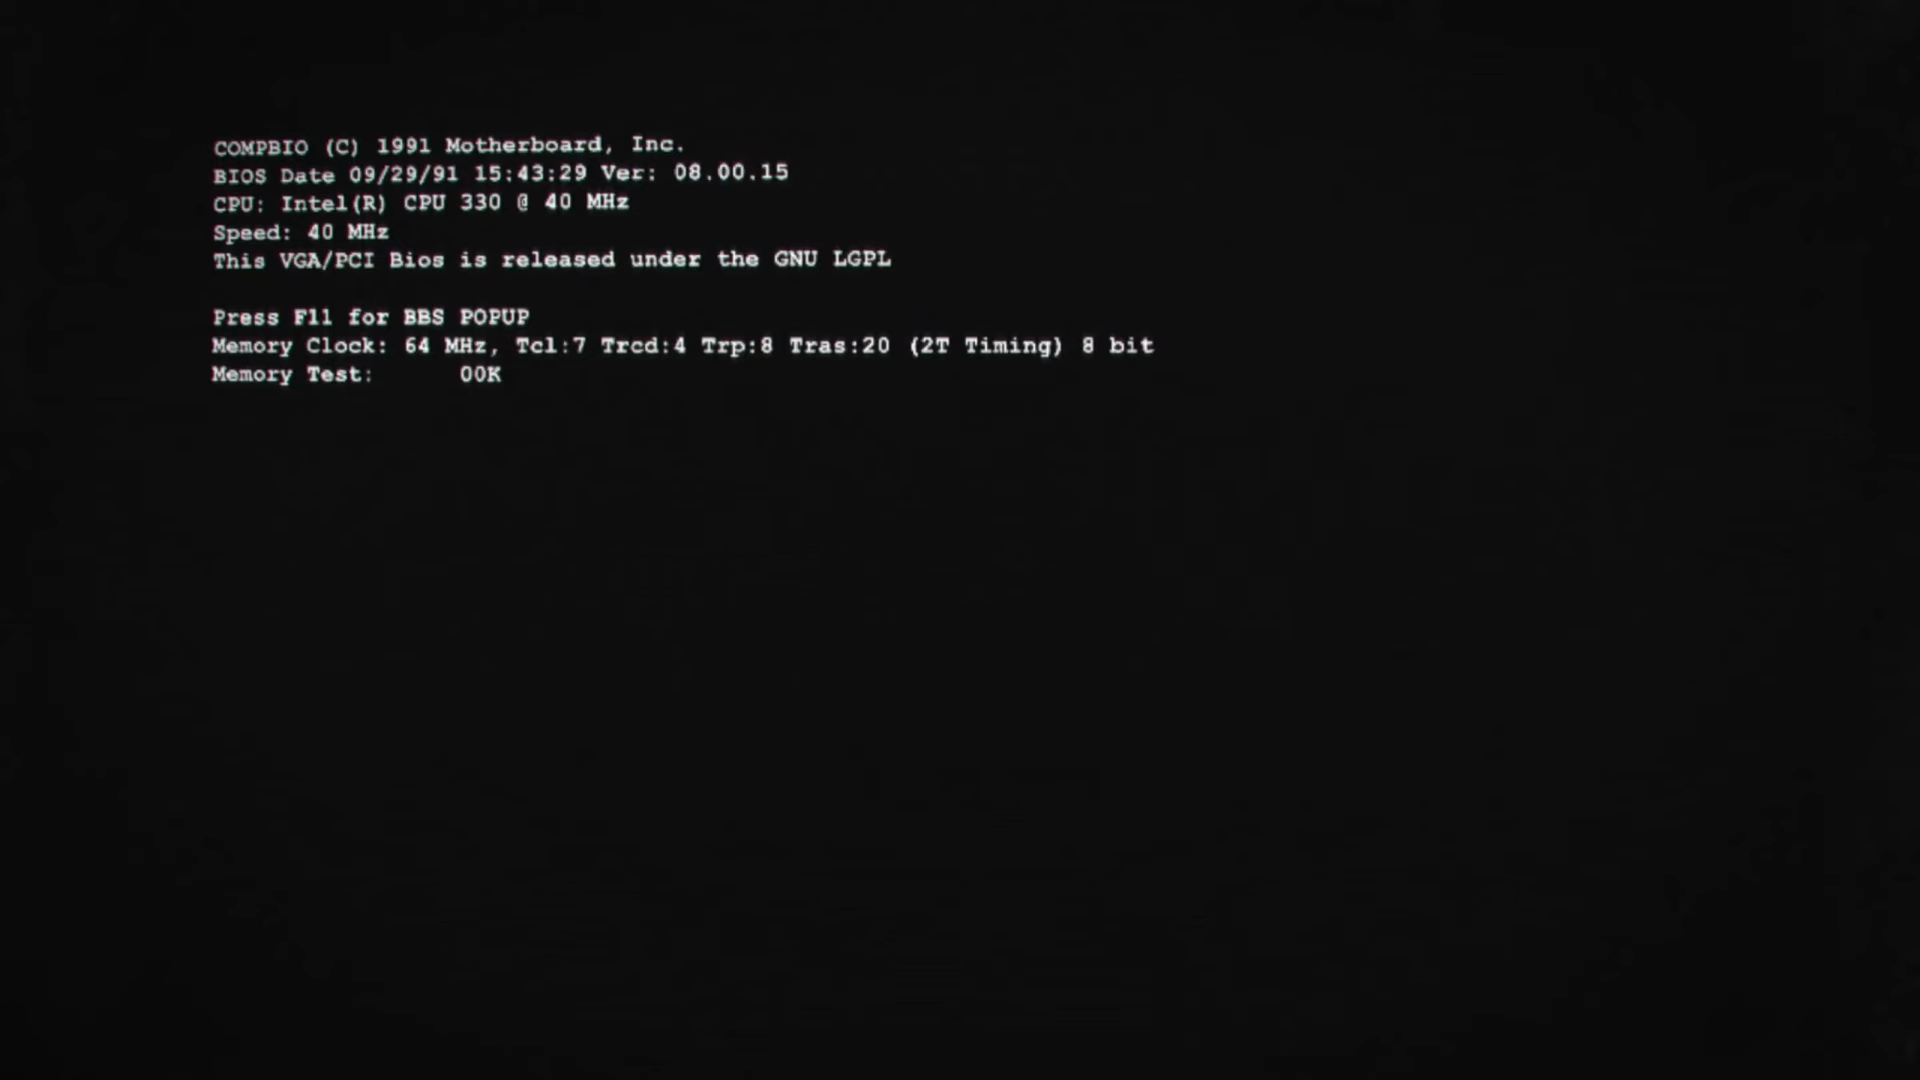 COMPBIO (C) 1991 Motherboard, Inc.
BIOS Date 09/29/91 15:43:29 Ver: 08.00.15
CPU: Intel(R) CPU 330 @ 40 MHz
Speed: 40 MHz
This VGA/PCI Bios is released under the GNU LGPL
Press F11 for BBS POPUP
Memory Clock: 64 MHz, Tcl:7 Trcd:4 Trp:8 Tras:20 (2T Timing) 8 bit
Memory Test: 00K